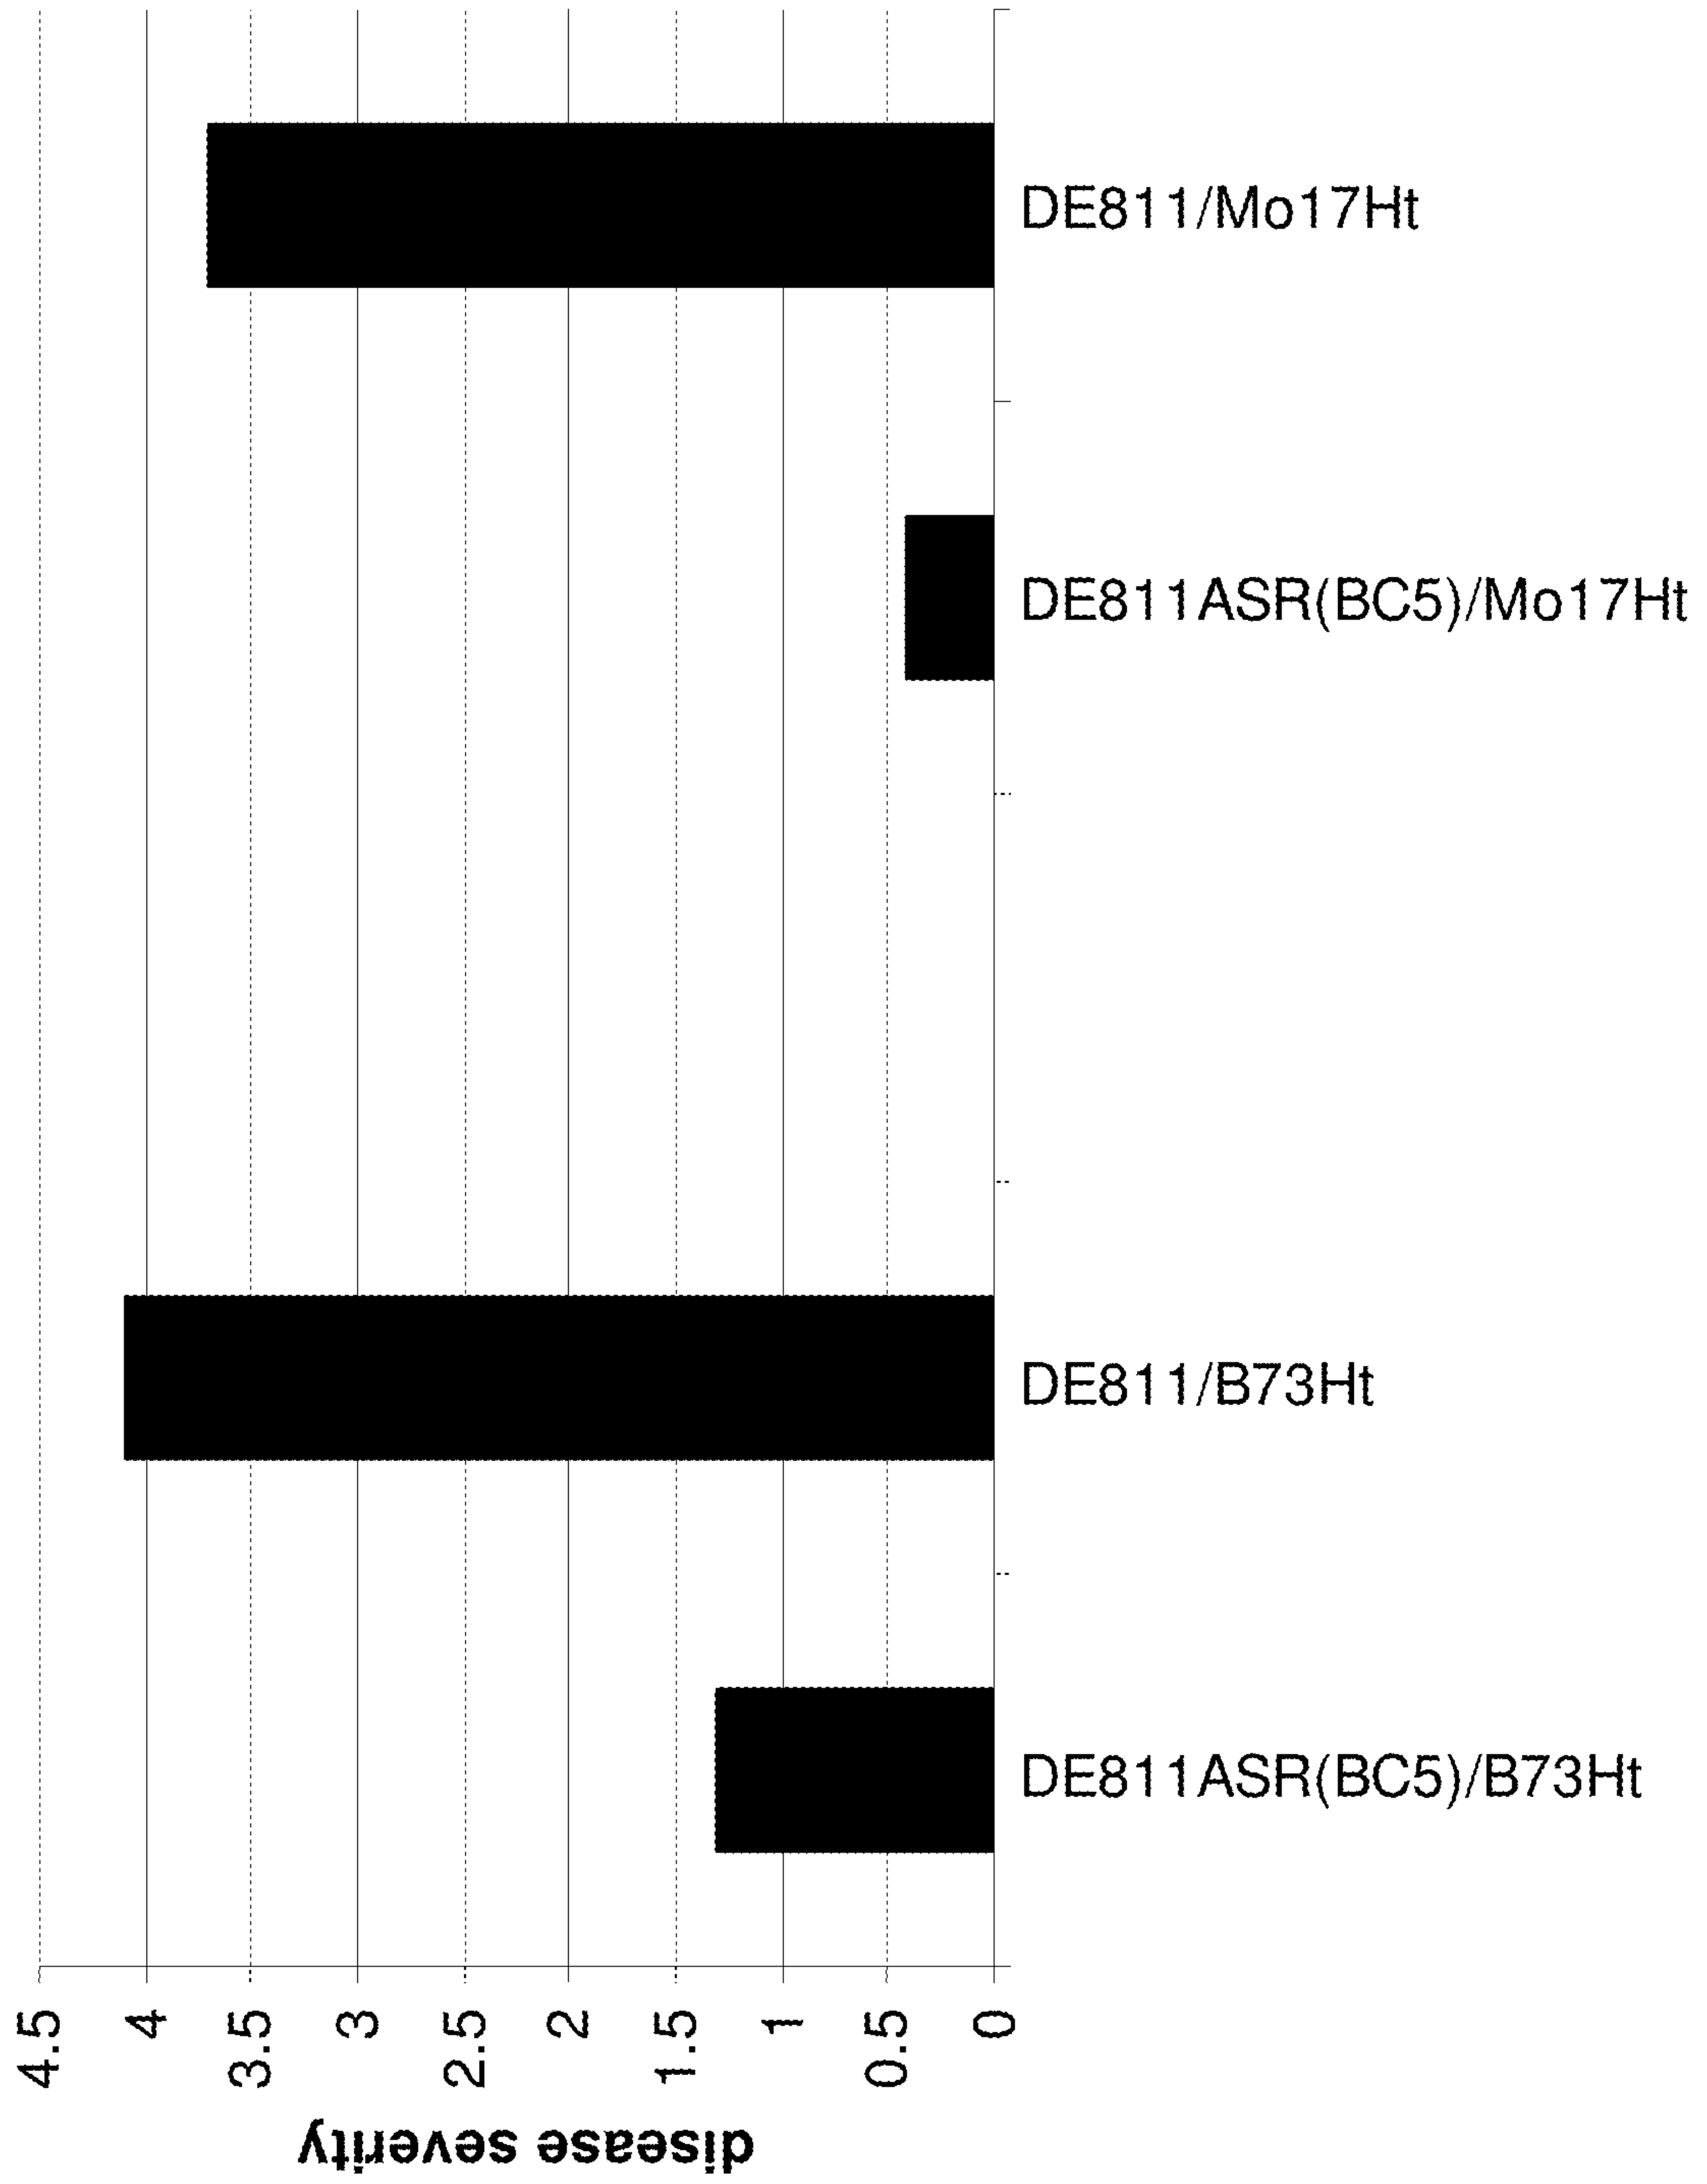 disease severity
4.5
4
3.5
3
2.5
2
1.5
1
0.5
0
DE811ASR(BC5)/B73Ht
DE811/B73Ht
DE811ASR(BC5)/Mo17Ht
DE811/Mo17Ht